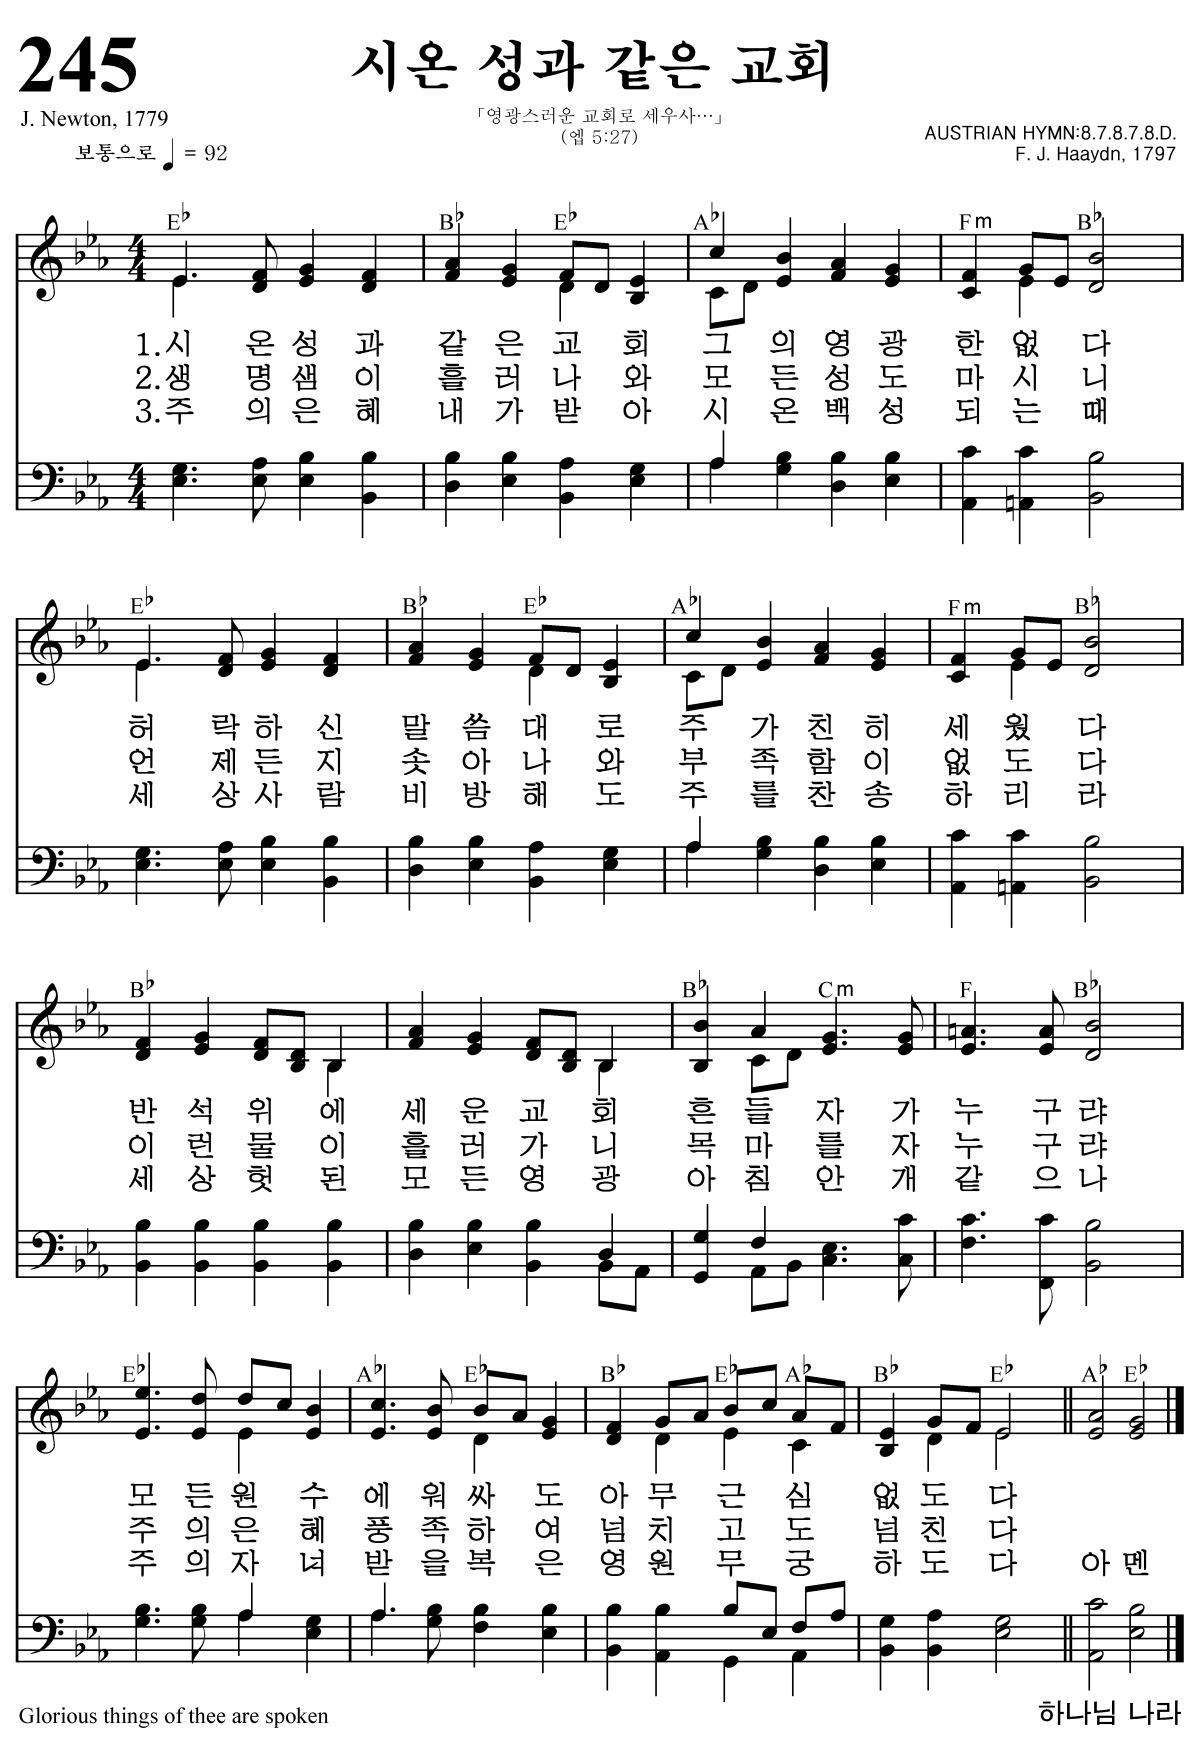 245
시온 성과 같은 교회
J. Newton, 1779
「영광스러운 교회로 세우사…」
(엡 5:27)
AUSTRIAN HYMN:8.7.8.7.8.D.
F. J. Haaydn, 1797
보통으로 ♩ = 92
E♭ B♭ E♭ A♭ Fm B♭
1.시 온 성 과 같 은 교 회 그 의 영 광 한 없 다
2.생 명 샘 이 흘 러 나 와 모 든 성 도 마 시 니
3.주 의 은 혜 내 가 받 아 시 온 백 성 되 는 때
E♭ B♭ E♭ A♭ Fm B♭
허 락 하 신 말 씀 대 로 주 가 친 히 세 웠 다
언 제 든 지 솟 아 나 와 부 족 함 이 없 도 다
세 상 사 람 비 방 해 도 주 를 찬 송 하 리 라
B♭ B♭ Cm F B♭
반 석 위 에 세 운 교 회 흔 들 자 가 누 구 랴
이 런 물 이 흘 러 가 니 목 마 를 자 누 구 랴
세 상 헛 된 모 든 영 광 아 침 안 개 같 으 나
E♭ A♭ E♭ B♭ E♭ A♭ B♭ E♭ A♭ E♭
모 든 원 수 에 워 싸 도 아 무 근 심 없 도 다
주 의 은 혜 풍 족 하 여 넘 치 고 도 넘 친 다
주 의 자 녀 받 을 복 은 영 원 무 궁 하 도 다 아 멘
Glorious things of thee are spoken
하나님 나라